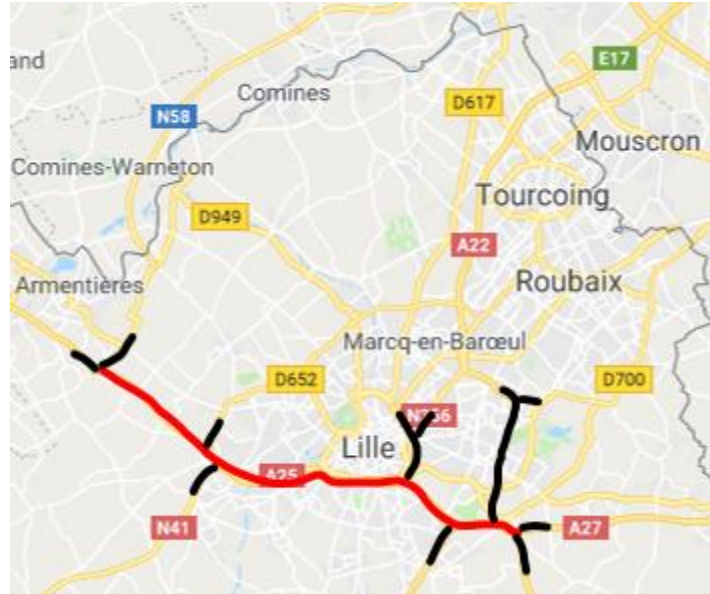 and
E17
Comines
D617
N58
Mouscron
Comines-Warneton
Tourcoing
D949
A22
Armentières
Roubaix
Marcq-en-Barœul
D652
D700
Lille
A25
N41
A27